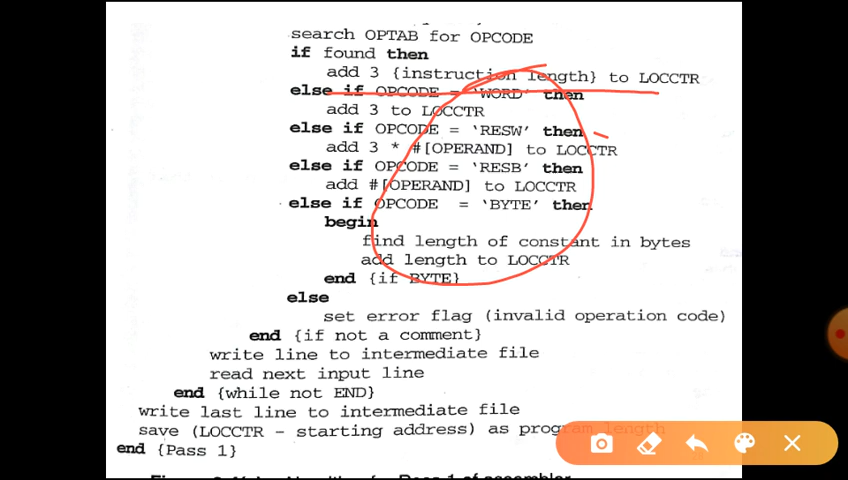 search OPTAB for OPCODE
if found then
add 3 {instruction length} to LOCCTR
else if OPCODE = 'WORD' then
add 3 to LOCCTR
else if OPCODE = 'RESW' then
add 3 * #[OPERAND] to LOCCTR
else if OPCODE = 'RESB' then
add #[OPERAND] to LOCCTR
else if OPCODE = 'BYTE' then
begin
find length of constant in bytes
add length to LOCCTR
end {if BYTE}
else
set error flag (invalid operation code)
end {if not a comment}
write line to intermediate file
read next input line
end {while not END}
write last line to intermediate file
save (LOCCTR - starting address) as program length
end {Pass 1}